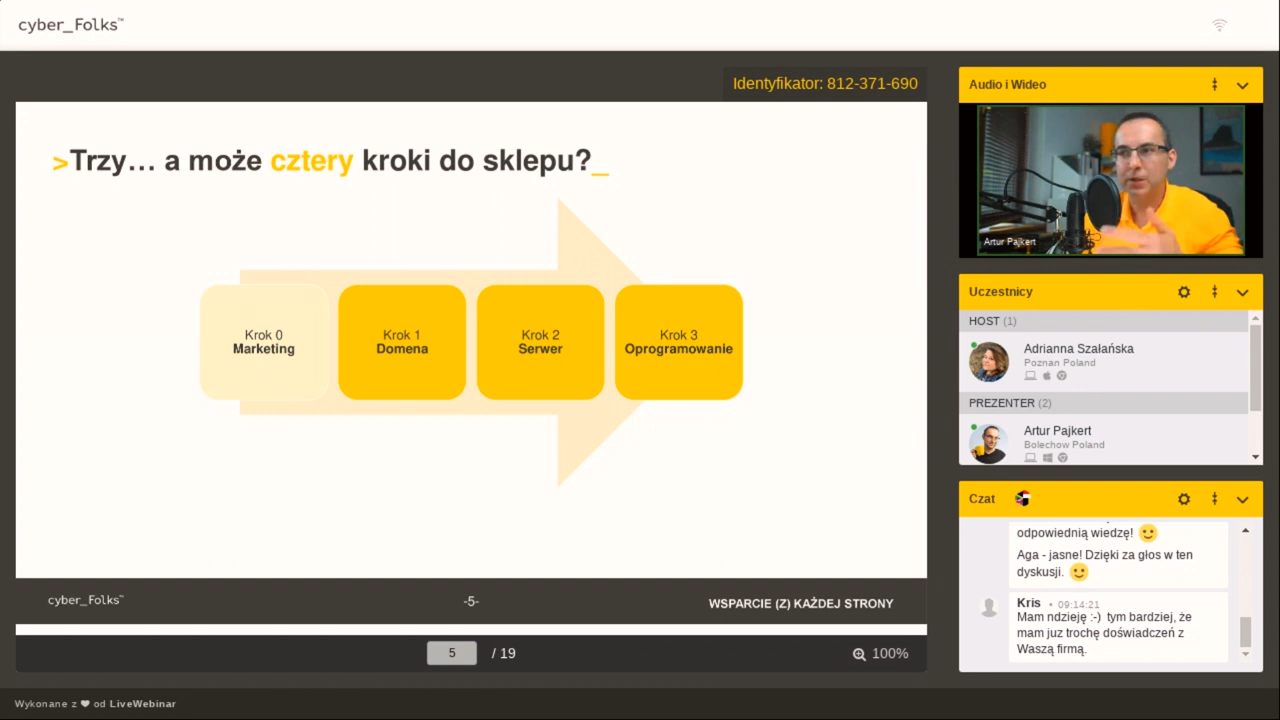 cyber_Folks™
Identyfikator: 812-371-690
>Trzy… a może cztery kroki do sklepu?_
Krok 0
Marketing
Krok 1
Domena
Krok 2
Serwer
Krok 3
Oprogramowanie
cyber_Folks™
-5-
WSPARCIE (Z) KAŻDEJ STRONY
5 / 19
100%
Audio i Wideo
Artur Pajkert
Uczestnicy
HOST (1)
Adrianna Szałańska
Poznan Poland
PREZENTER (2)
Artur Pajkert
Bolechow Poland
Czat
odpowiednią wiedzę!
Aga - jasne! Dzięki za głos w ten
dyskusji.
Kris • 09:14:21
Mam ndzieję :-) tym bardziej, że
mam juz trochę doświadczeń z
Waszą firmą.
Wykonane z ❤ od LiveWebinar